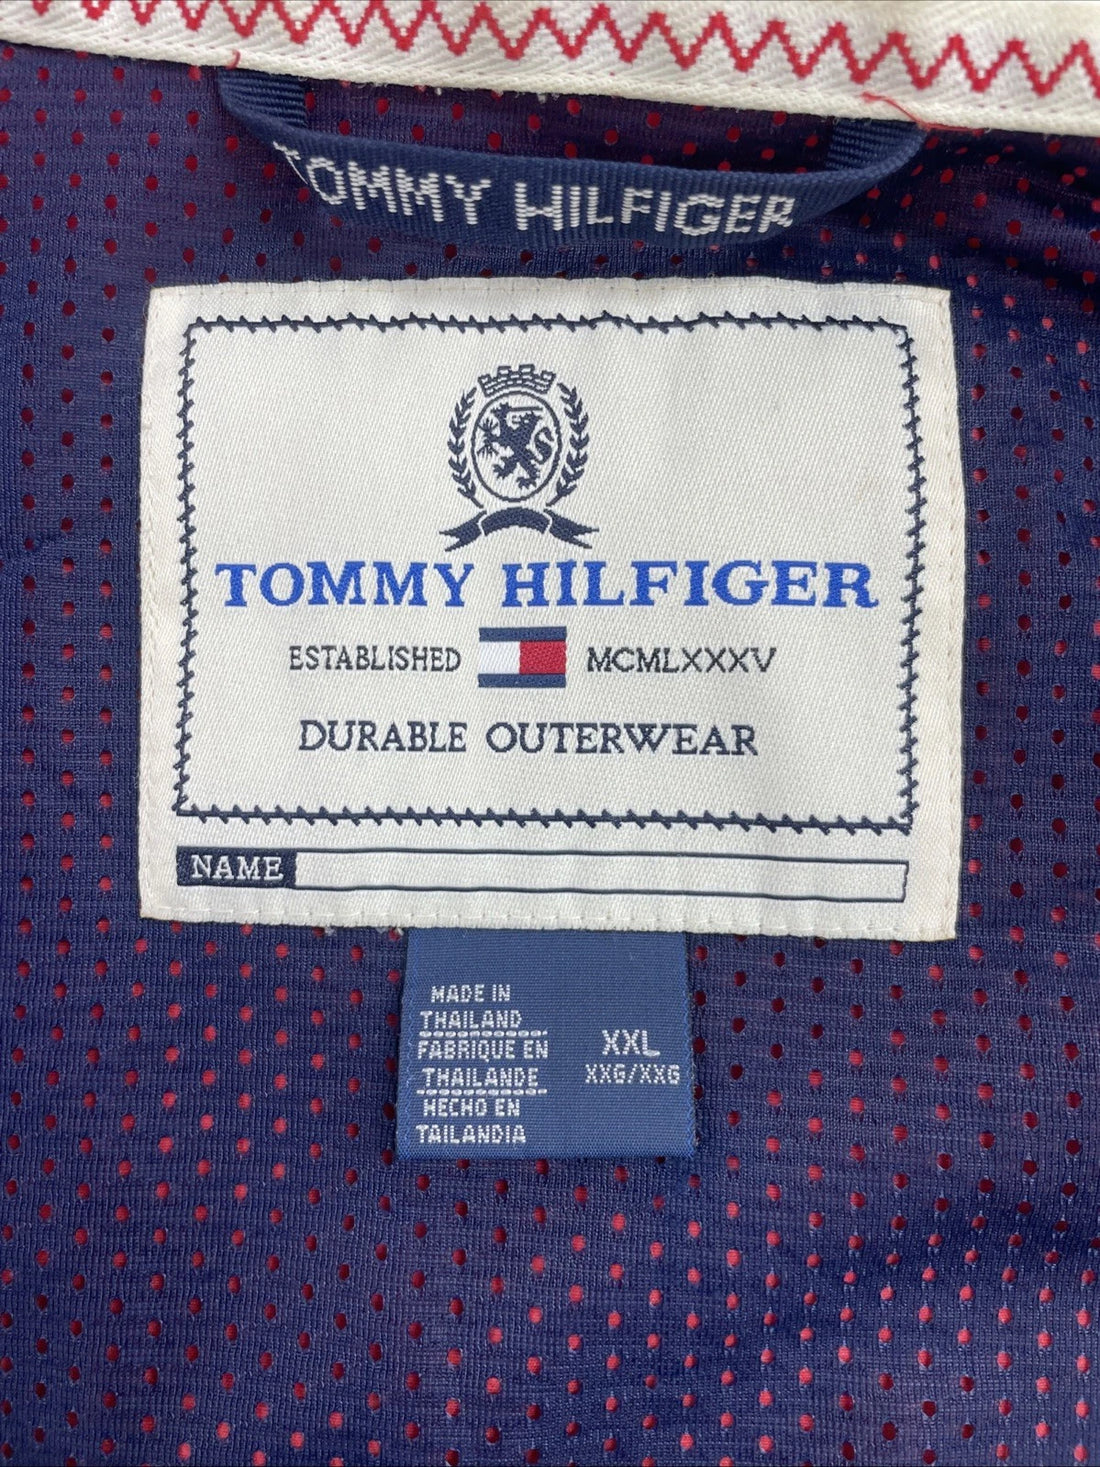 TOMMY HILFIGER
TOMMY HILFIGER
ESTABLISHED MCMLXXXV
DURABLE OUTERWEAR
NAME
MADE IN
THAILAND
FABRIQUE EN
THAILANDE
HECHO EN
TAILANDIA
XXL
XXG/XXG